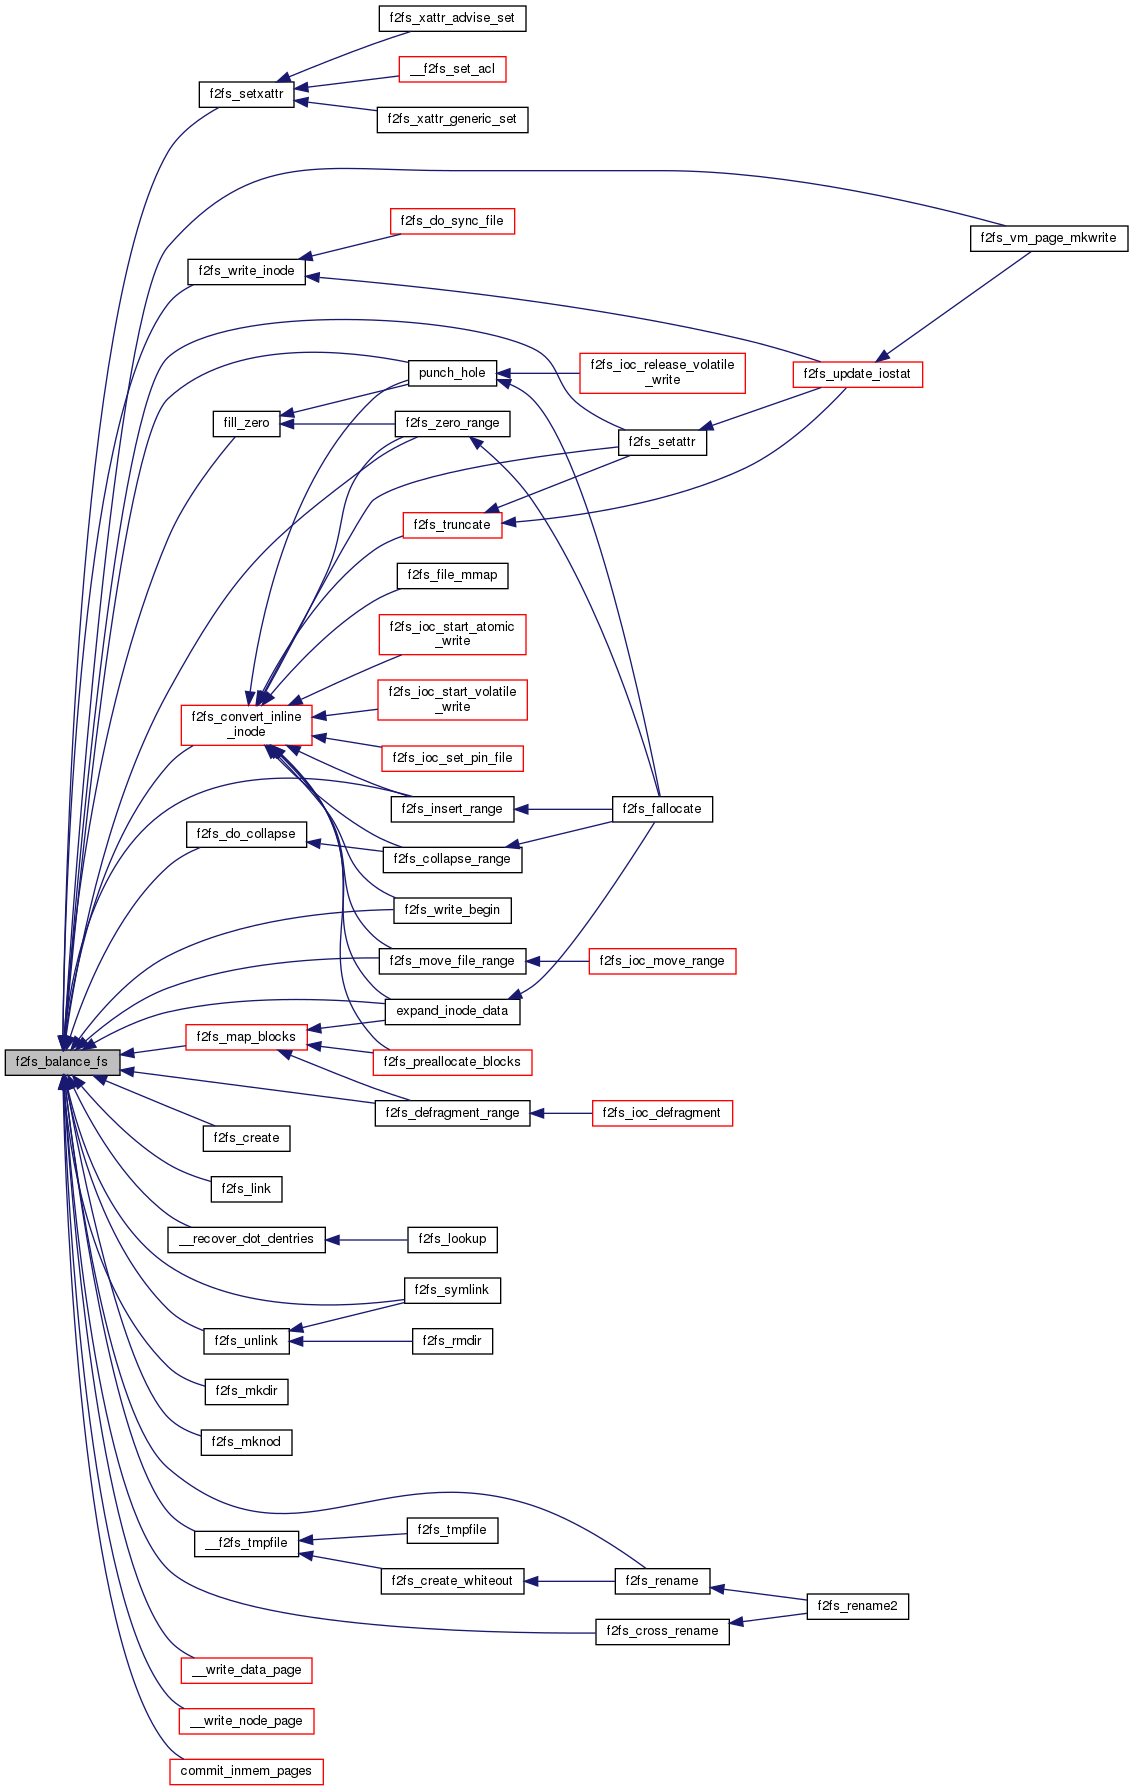 f2fs_xattr_advise_set
__f2fs_set_acl
f2fs_setxattr
f2fs_xattr_generic_set
f2fs_do_sync_file
f2fs_vm_page_mkwrite
f2fs_write_inode
f2fs_ioc_release_volatile
_write
punch_hole
f2fs_update_iostat
fill_zero
f2fs_zero_range
f2fs_setattr
f2fs_truncate
f2fs_file_mmap
f2fs_ioc_start_atomic
_write
f2fs_ioc_start_volatile
_write
f2fs_convert_inline
_inode
f2fs_ioc_set_pin_file
f2fs_insert_range
f2fs_fallocate
f2fs_do_collapse
f2fs_collapse_range
f2fs_write_begin
f2fs_move_file_range
f2fs_ioc_move_range
expand_inode_data
f2fs_map_blocks
f2fs_balance_fs
f2fs_preallocate_blocks
f2fs_defragment_range
f2fs_ioc_defragment
f2fs_create
f2fs_link
__recover_dot_dentries
f2fs_lookup
f2fs_symlink
f2fs_unlink
f2fs_rmdir
f2fs_mkdir
f2fs_mknod
f2fs_tmpfile
__f2fs_tmpfile
f2fs_create_whiteout
f2fs_rename
f2fs_rename2
f2fs_cross_rename
__write_data_page
__write_node_page
commit_inmem_pages